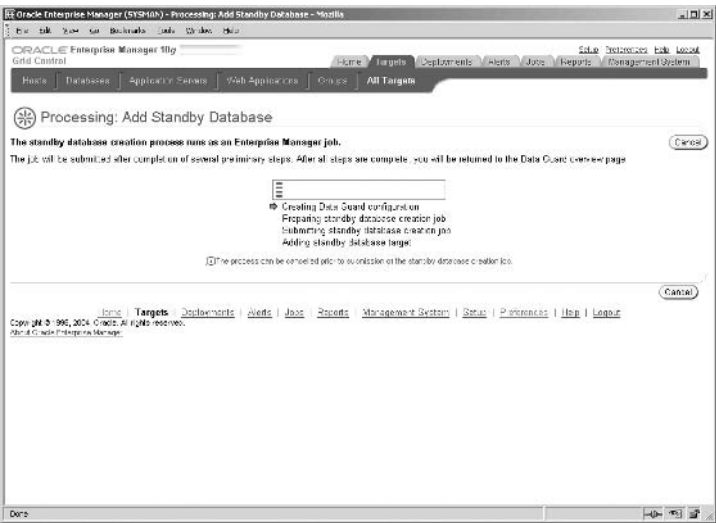 Oracle Enterprise Manager (SYSMAN) - Processing: Add Standby Database - Mozilla
File Edit View Go Bookmarks Tools Window Help
ORACLE Enterprise Manager 10g
Grid Control
Setup Preferences Help Logout
Home Targets Deployments Alerts Jobs Reports Management System
Hosts Databases Application Servers Web Applications Groups All Targets
Processing: Add Standby Database
The standby database creation process runs as an Enterprise Manager job.
Cancel
The job will be submitted after completion of several preliminary steps. After all steps are complete, you will be returned to the Data Guard overview page
Creating Data Guard configuration
Preparing standby database creation job
Submitting standby database creation job
Adding standby database target
The process can be cancelled prior to submission of the standby database creation job.
Cancel
Home | Targets | Deployments | Alerts | Jobs | Reports | Management System | Setup | Preferences | Help | Logout
Copyright © 1996, 2004, Oracle. All rights reserved.
About Oracle Enterprise Manager
Done